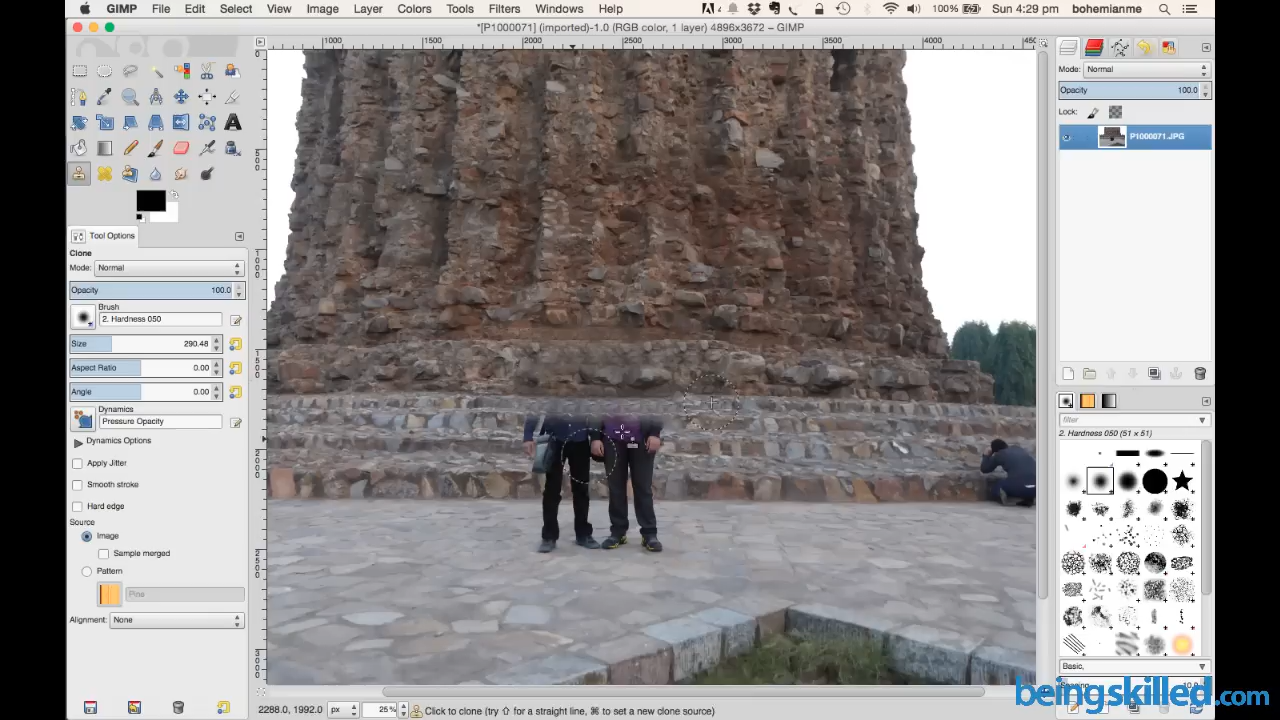 GIMP File Edit Select View Image Layer Colors Tools Filters Windows Help
100% Sun 4:29 pm bohemianme
*[P1000071] (imported)-1.0 (RGB color, 1 layer) 4896x3672 – GIMP
1000 1500 2000 2500 3000 3500 4000
Tool Options
Clone
Mode: Normal
Opacity 100.0
Brush
2. Hardness 050
Size 290.48
Aspect Ratio 0.00
Angle 0.00
Dynamics
Pressure Opacity
Dynamics Options
Apply Jitter
Smooth stroke
Hard edge
Source
Image
Sample merged
Pattern
Pine
Alignment: None
2288.0, 1992.0 px 25% Click to clone (try ⇧ for a straight line, ⌘ to set a new clone source)
Mode: Normal
Opacity 100.0
Lock:
P1000071.JPG
filter
2. Hardness 050 (51 × 51)
Basic,
beingskilled.com